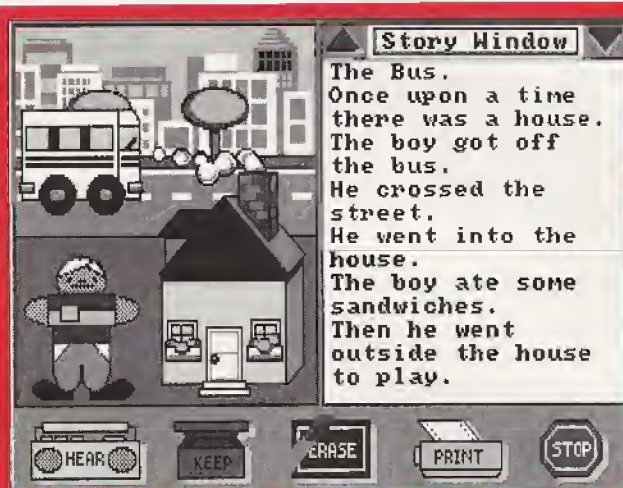 Story Window
The Bus.
Once upon a time
there was a house.
The boy got off
the bus.
He crossed the
street.
He went into the
house.
The boy ate some
sandwiches.
Then he went
outside the house
to play.
HEAR
KEEP
ERASE
PRINT
STOP